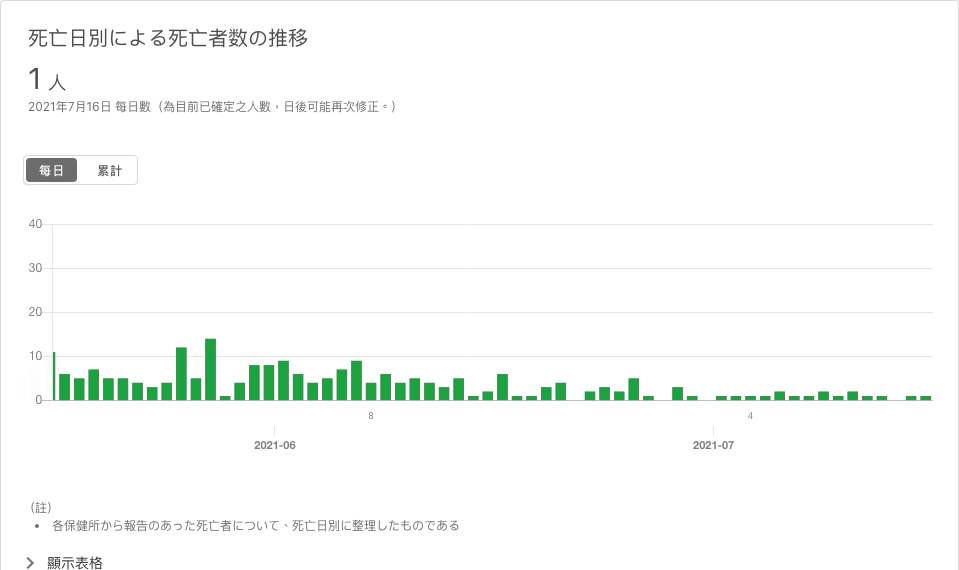 死亡日別による死亡者数の推移
1 人
2021年7月16日 每日數（為目前已確定之人數，日後可能再次修正。）
每日 累計
40
30
20
10
0
8 4
2021-06 2021-07
（註）
• 各保健所から報告のあった死亡者について、死亡日別に整理したものである
顯示表格